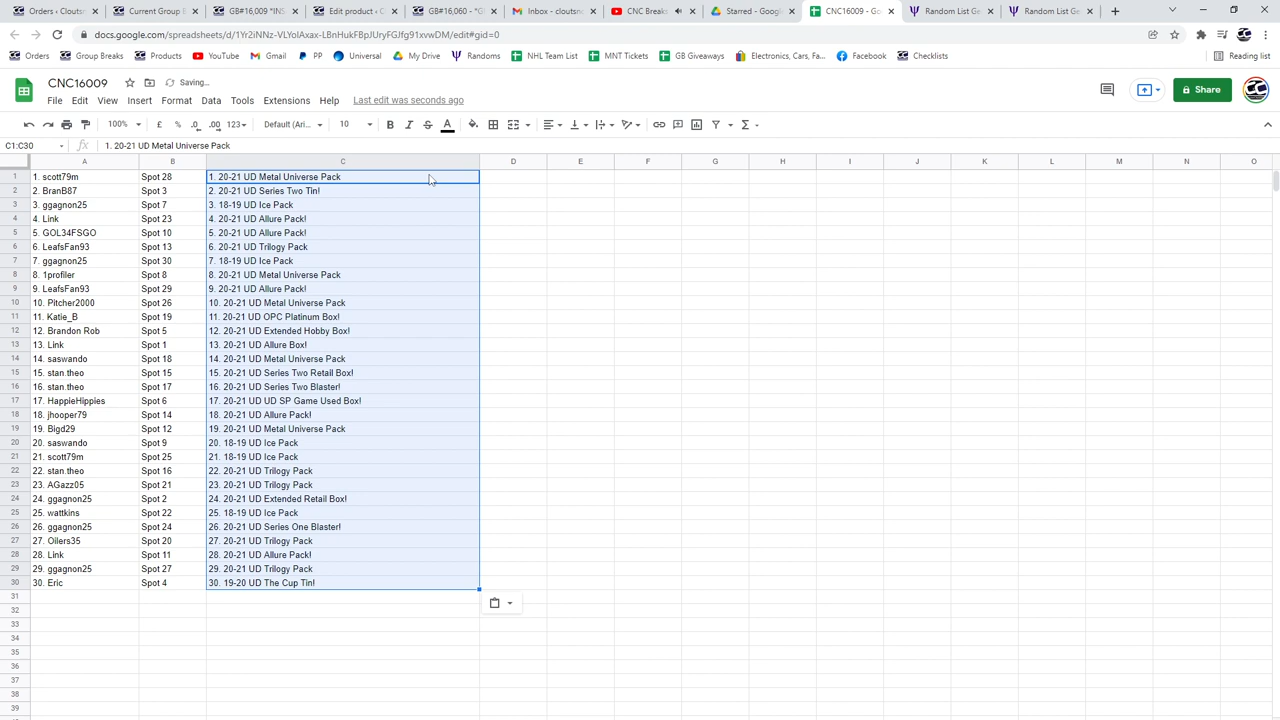 Orders ‹ Cloutsn
Current Group
GB#16,009 "INS
Edit product ‹ C
GB#16,060 - "G
Inbox - cloutsno
CNC Breaks
Starred - Google
CNC16009 - Go
Random List Ge
Random List Ge
docs.google.com/spreadsheets/d/1Yr2iNNz-VLYolAxax-LBnHukFBpJUryFGJfg91xvwDM/edit#gid=0
Orders
Group Breaks
Products
YouTube
Gmail
PP
Universal
My Drive
Random
NHL Team List
MNT Tickets
GB Giveaways
Electronics, Cars, Fa...
Facebook
Checklists
Reading list
CNC16009
Saving...
File Edit View Insert Format Data Tools Extensions Help Last edit was seconds ago
Share
100% £ % .0 .00 123 Default (Ari... 10
C1:C30 fx 1. 20-21 UD Metal Universe Pack
A B C D E F G H I J K L M N O
1 1. scott79m Spot 28 1. 20-21 UD Metal Universe Pack
2 2. BranB87 Spot 3 2. 20-21 UD Series Two Tin!
3 3. ggagnon25 Spot 7 3. 18-19 UD Ice Pack
4 4. Link Spot 23 4. 20-21 UD Allure Pack!
5 5. GOL34FSGO Spot 10 5. 20-21 UD Allure Pack!
6 6. LeafsFan93 Spot 13 6. 20-21 UD Trilogy Pack
7 7. ggagnon25 Spot 30 7. 18-19 UD Ice Pack
8 8. 1profiler Spot 8 8. 20-21 UD Metal Universe Pack
9 9. LeafsFan93 Spot 29 9. 20-21 UD Allure Pack!
10 10. Pitcher2000 Spot 26 10. 20-21 UD Metal Universe Pack
11 11. Katie_B Spot 19 11. 20-21 UD OPC Platinum Box!
12 12. Brandon Rob Spot 5 12. 20-21 UD Extended Hobby Box!
13 13. Link Spot 1 13. 20-21 UD Allure Box!
14 14. saswando Spot 18 14. 20-21 UD Metal Universe Pack
15 15. stan.theo Spot 15 15. 20-21 UD Series Two Retail Box!
16 16. stan.theo Spot 17 16. 20-21 UD Series Two Blaster!
17 17. HappieHippies Spot 6 17. 20-21 UD UD SP Game Used Box!
18 18. jhooper79 Spot 14 18. 20-21 UD Allure Pack!
19 19. Bigd29 Spot 12 19. 20-21 UD Metal Universe Pack
20 20. saswando Spot 9 20. 18-19 UD Ice Pack
21 21. scott79m Spot 25 21. 18-19 UD Ice Pack
22 22. stan.theo Spot 16 22. 20-21 UD Trilogy Pack
23 23. AGazz05 Spot 21 23. 20-21 UD Trilogy Pack
24 24. ggagnon25 Spot 2 24. 20-21 UD Extended Retail Box!
25 25. wattkins Spot 22 25. 18-19 UD Ice Pack
26 26. ggagnon25 Spot 24 26. 20-21 UD Series One Blaster!
27 27. Oilers35 Spot 20 27. 20-21 UD Trilogy Pack
28 28. Link Spot 11 28. 20-21 UD Allure Pack!
29 29. ggagnon25 Spot 27 29. 20-21 UD Trilogy Pack
30 30. Eric Spot 4 30. 19-20 UD The Cup Tin!
31
32
33
34
35
36
37
38
39